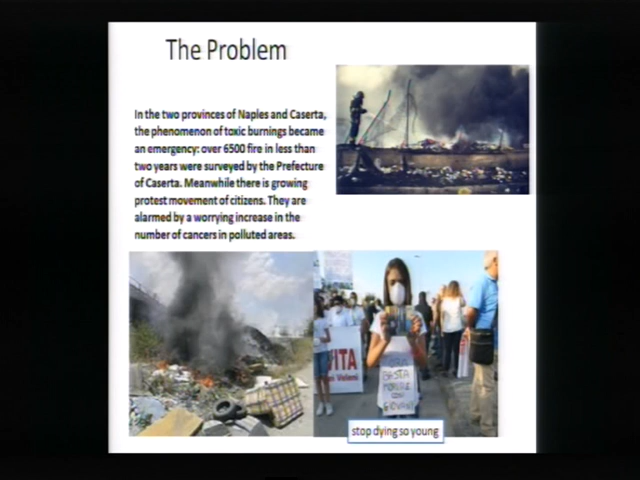 The Problem
In the two provinces of Naples and Caserta,
the phenomenon of toxic burnings became
an emergency: over 6500 fire in less than
two years were surveyed by the Prefecture
of Caserta. Meanwhile there is growing
protest movement of citizens. They are
alarmed by a worrying increase in the
number of cancers in polluted areas.
BASTA
stop dying so young